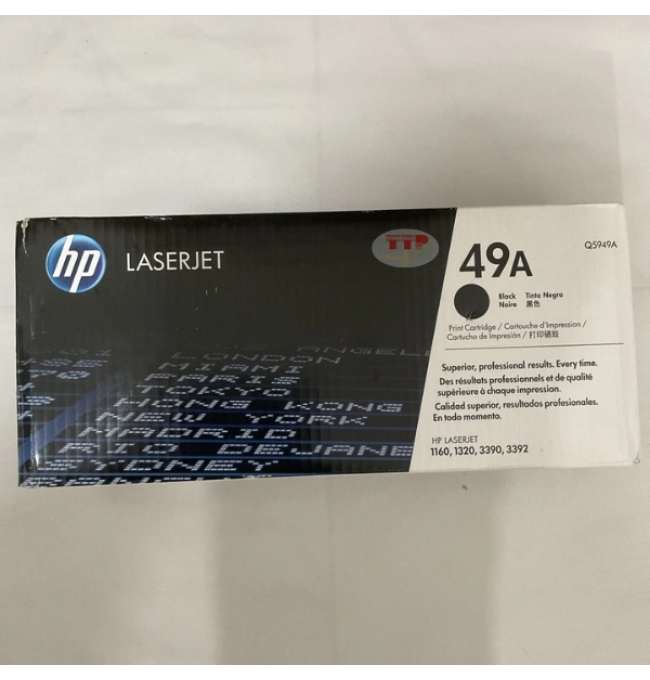 hp
LASERJET
TTP
49A
Q5949A
Black Tinta Negra
Noire 黑色
Print Cartridge / Cartouche d'Impression /
Cartucho de Impresión / 打印硒鼓
Superior, professional results. Every time.
Des résultats professionnels et de qualité
supérieure à chaque impression.
Calidad superior, resultados profesionales.
En todo momento.
HP LASERJET
1160, 1320, 3390, 3392
ANGEL
LONDON
MIAMI
PARIS
TOKYO
HONG KONG
NEW YORK
MADRID
RIO DEJANE
SYDNEY